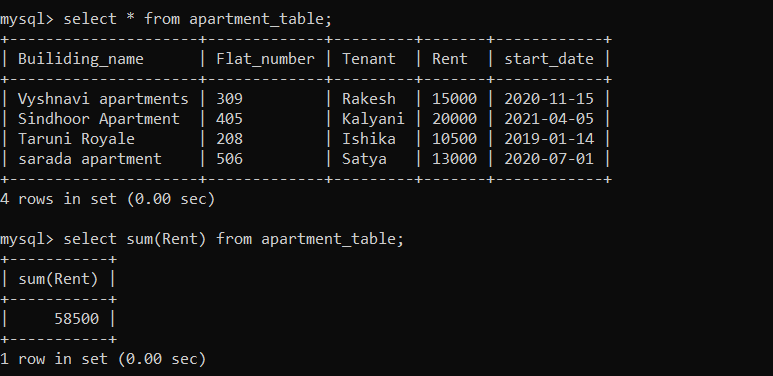 mysql> select * from apartment_table;
+---------------------+-------------+---------+-------+------------+
| Builiding_name      | Flat_number | Tenant  | Rent  | start_date |
+---------------------+-------------+---------+-------+------------+
| Vyshnavi apartments | 309         | Rakesh  | 15000 | 2020-11-15 |
| Sindhoor Apartment  | 405         | Kalyani | 20000 | 2021-04-05 |
| Taruni Royale       | 208         | Ishika  | 10500 | 2019-01-14 |
| sarada apartment    | 506         | Satya   | 13000 | 2020-07-01 |
+---------------------+-------------+---------+-------+------------+
4 rows in set (0.00 sec)

mysql> select sum(Rent) from apartment_table;
+-----------+
| sum(Rent) |
+-----------+
|     58500 |
+-----------+
1 row in set (0.00 sec)